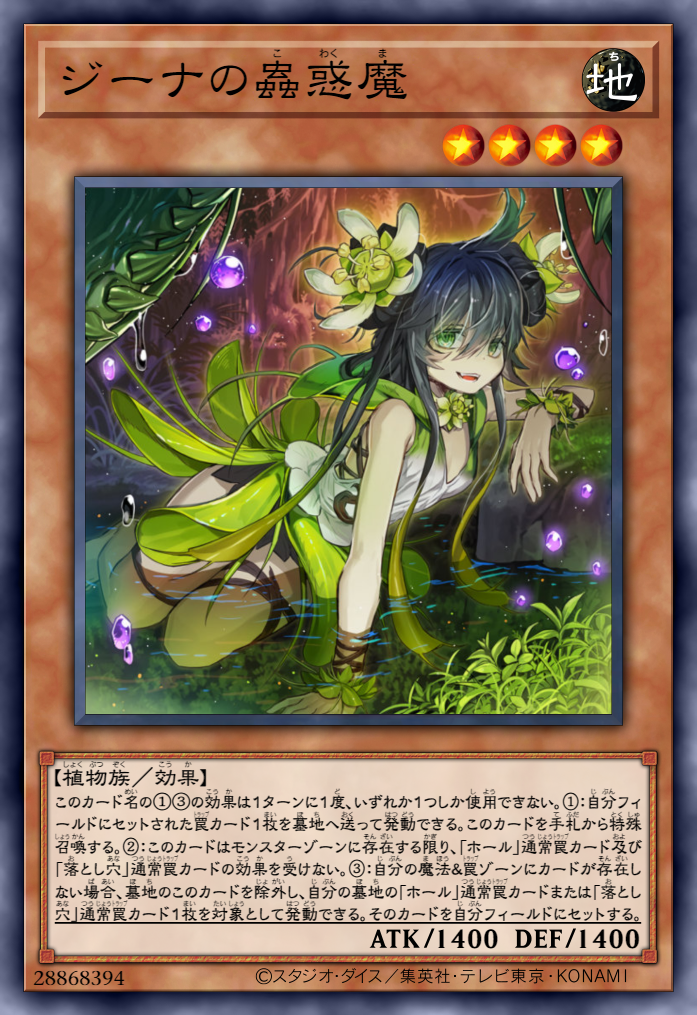 ジーナの蟲惑魔
地
【植物族／効果】
このカード名の①③の効果は1ターンに1度、いずれか1つしか使用できない。①：自分フィ
ールドにセットされた罠カード1枚を墓地へ送って発動できる。このカードを手札から特殊
召喚する。②：このカードはモンスターゾーンに存在する限り、「ホール」通常罠カード及び
「落とし穴」通常罠カードの効果を受けない。③：自分の魔法＆罠ゾーンにカードが存在し
ない場合、墓地のこのカードを除外し、自分の墓地の「ホール」通常罠カードまたは「落とし
穴」通常罠カード1枚を対象として発動できる。そのカードを自分フィールドにセットする。
ATK/1400 DEF/1400
28868394 ©スタジオ・ダイス／集英社・テレビ東京・KONAMI